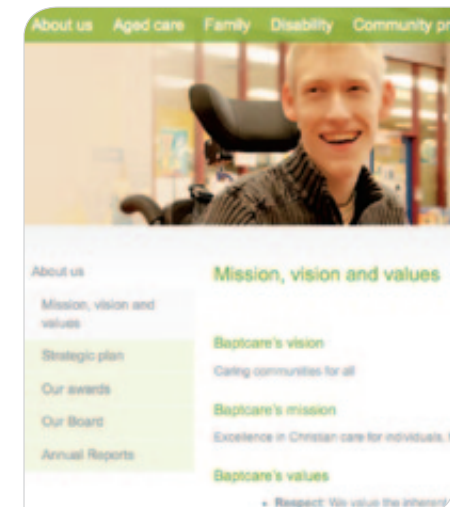 About us Aged care Family Disability Community pr
About us
Mission, vision and
values
Strategic plan
Our awards
Our Board
Annual Reports
Mission, vision and values
Baptcare's vision
Caring communities for all
Baptcare's mission
Excellence in Christian care for individuals, f
Baptcare's values
• Respect: We value the inherent